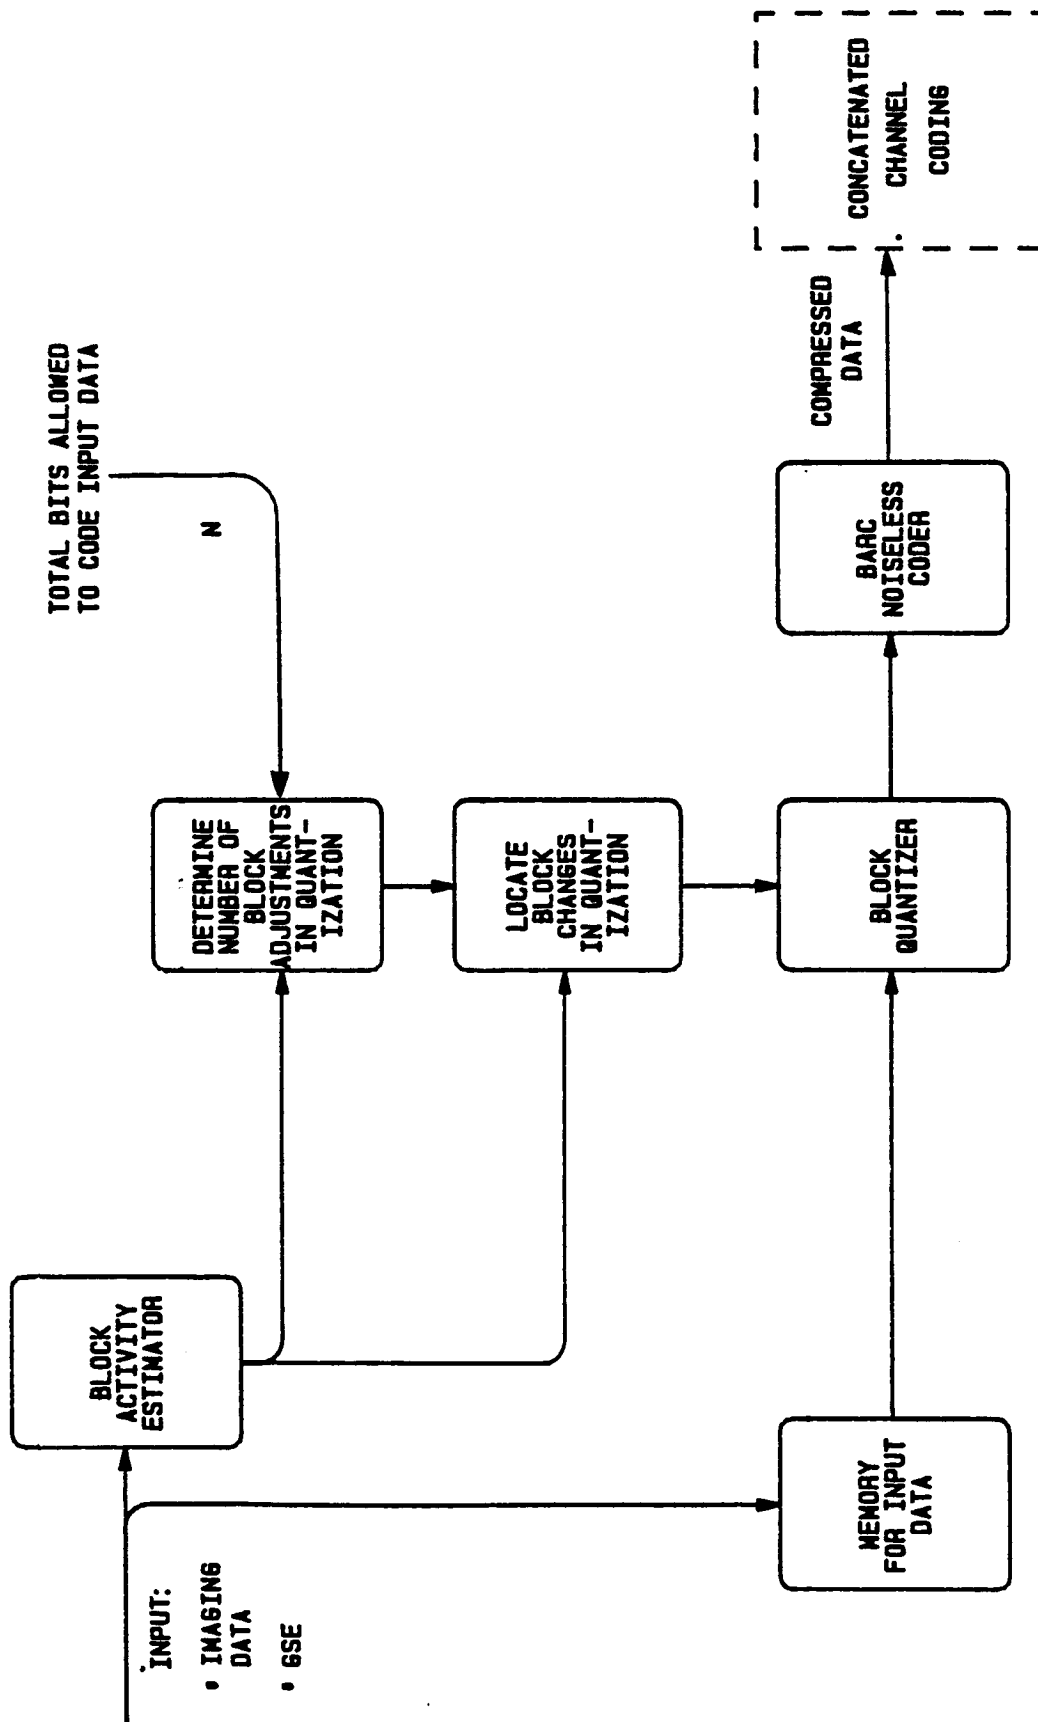 INPUT:
• IMAGING
DATA
• GSE
BLOCK
ACTIVITY
ESTIMATOR
MEMORY
FOR INPUT
DATA
TOTAL BITS ALLOWED
TO CODE INPUT DATA
N
DETERMINE
NUMBER OF
BLOCK
ADJUSTMENTS
IN QUANT-
IZATION
LOCATE
BLOCK
CHANGES
IN QUANT-
IZATION
BLOCK
QUANTIZER
BARC
NOISELESS
CODER
COMPRESSED
DATA
CONCATENATED
CHANNEL
CODING